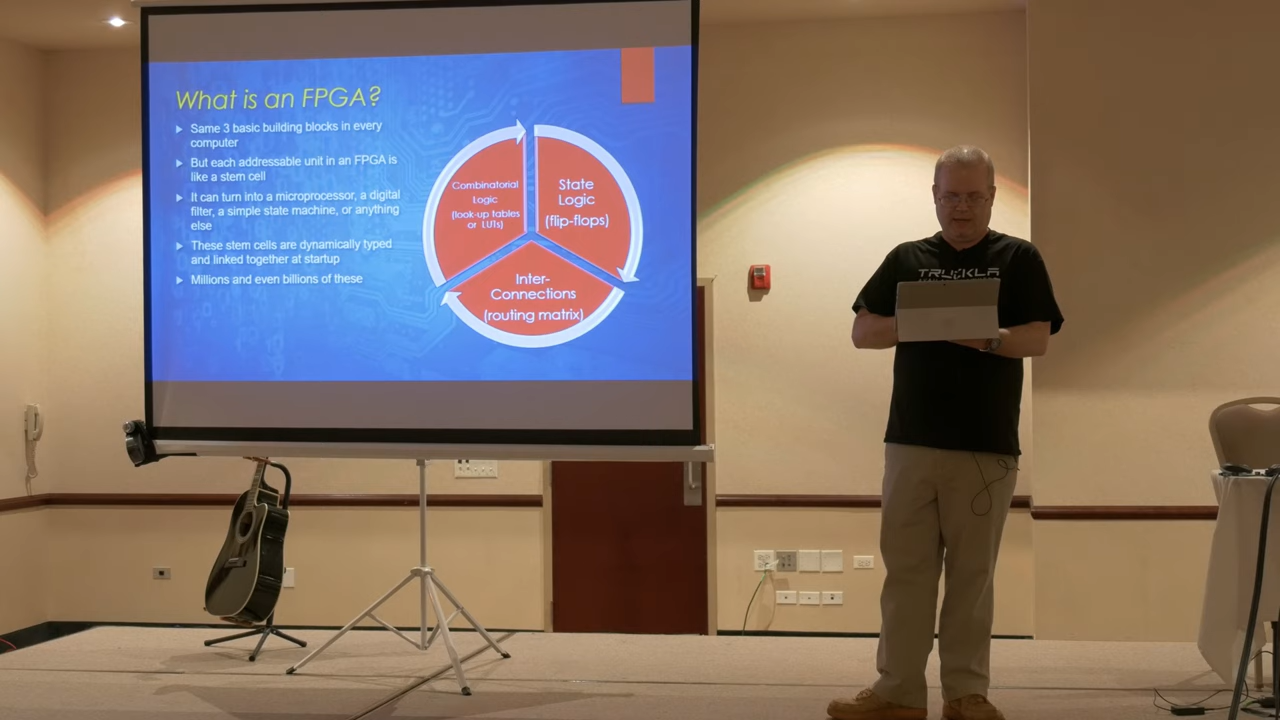 What is an FPGA?
Same 3 basic building blocks in every
computer
But each addressable unit in an FPGA is
like a stem cell
It can turn into a microprocessor, a digital
filter, a simple state machine, or anything
else
These stem cells are dynamically typed
and linked together at startup
Millions and even billions of these
Combinatorial
Logic
(look-up tables
or LUTs)
State
Logic
(flip-flops)
Inter-
Connections
(routing matrix)
TRUCKLA